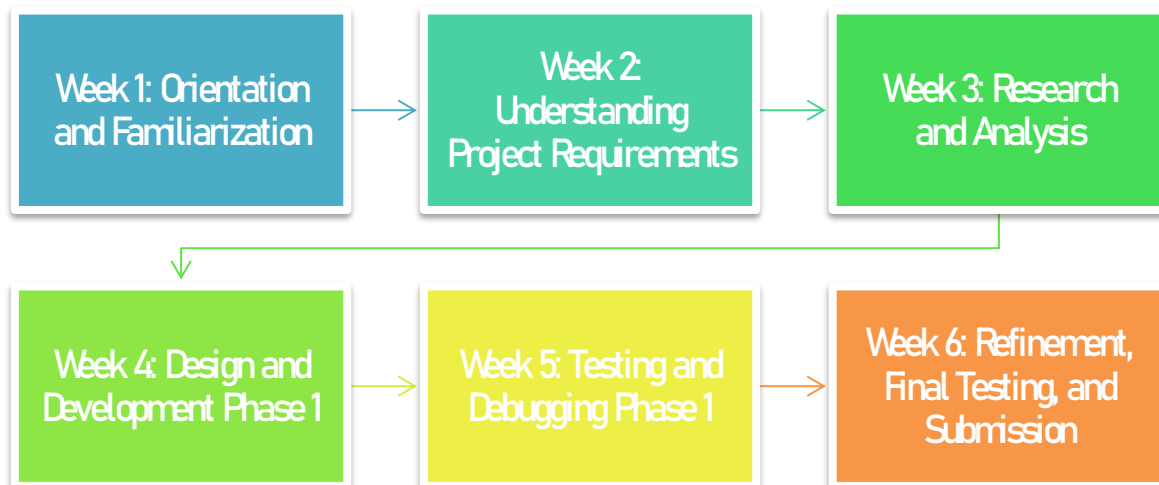 Week 1: Orientation
and Familiarization
Week 2:
Understanding
Project Requirements
Week 3: Research
and Analysis
Week 4: Design and
Development Phase 1
Week 5: Testing and
Debugging Phase 1
Week 6: Refinement,
Final Testing, and
Submission